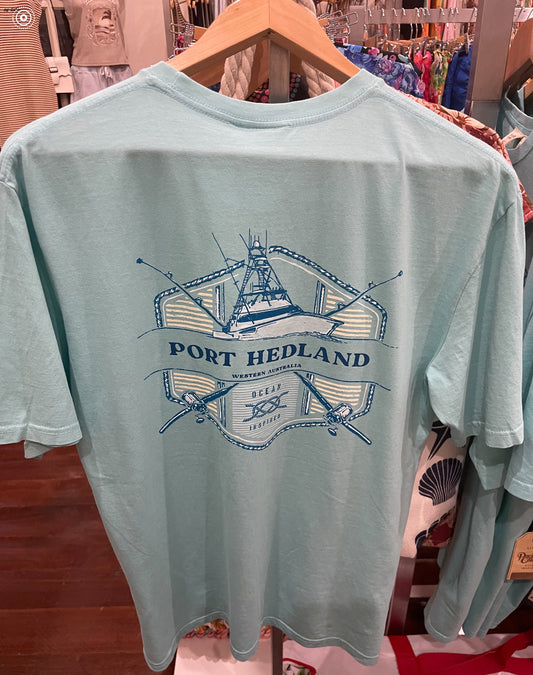 PORT HEDLAND
WESTERN AUSTRALIA
OCEAN
INSPIRED